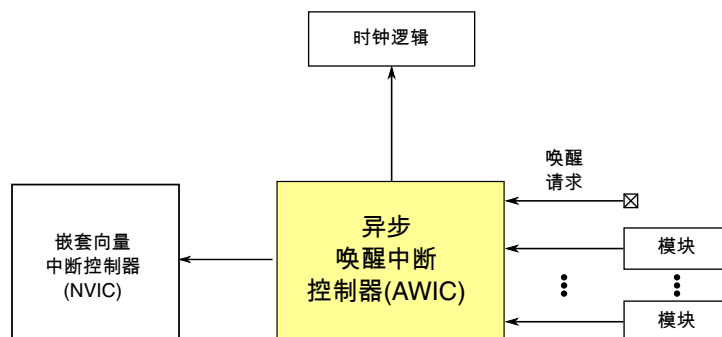 时钟逻辑
唤醒
请求
嵌套向量
中断控制器
(NVIC)
异步
唤醒中断
控制器(AWIC)
模块
模块